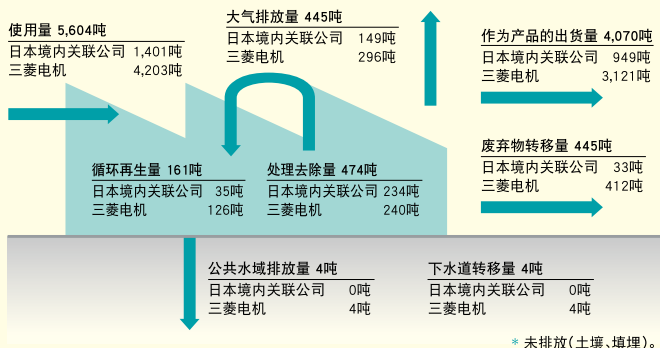 使用量 5,604吨
日本境内关联公司 1,401吨
三菱电机 4,203吨
大气排放量 445吨
日本境内关联公司 149吨
三菱电机 296吨
作为产品的出货量 4,070吨
日本境内关联公司 949吨
三菱电机 3,121吨
循环再生量 161吨
日本境内关联公司 35吨
三菱电机 126吨
处理去除量 474吨
日本境内关联公司 234吨
三菱电机 240吨
废弃物转移量 445吨
日本境内关联公司 33吨
三菱电机 412吨
公共水域排放量 4吨
日本境内关联公司 0吨
三菱电机 4吨
下水道转移量 4吨
日本境内关联公司 0吨
三菱电机 4吨
* 未排放(土壤、填埋)。